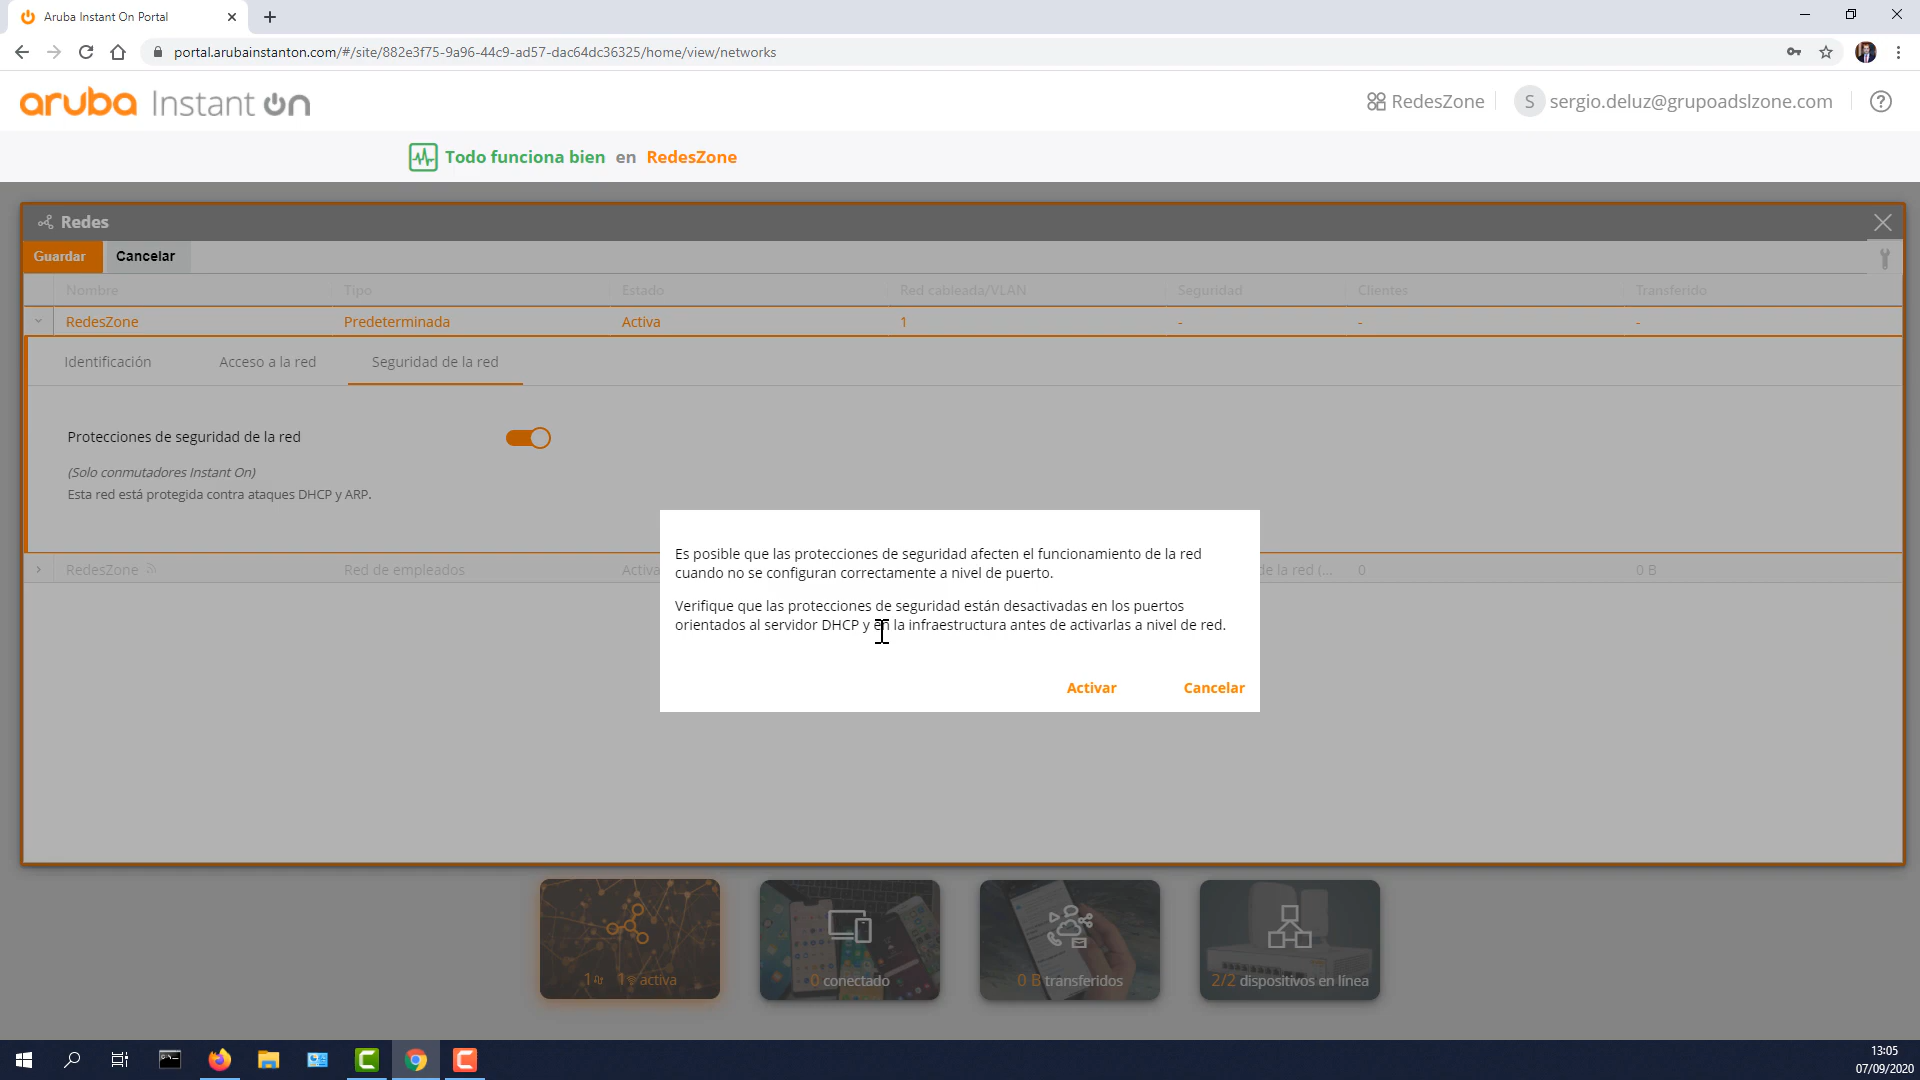 Aruba Instant On Portal
portal.arubainstanton.com/#/site/882e3f75-9a96-44c9-ad57-dac64dc36325/home/view/networks
aruba Instant On
RedesZone
S sergio.deluz@grupoadslzone.com
?
Todo funciona bien en RedesZone
Redes
Guardar Cancelar
Nombre Tipo Estado Red cableada/VLAN Seguridad Clientes Transferido
RedesZone Predeterminada Activa 1 - - -
Identificación Acceso a la red Seguridad de la red
Protecciones de seguridad de la red
(Solo conmutadores Instant On)
Esta red está protegida contra ataques DHCP y ARP.
Es posible que las protecciones de seguridad afecten el funcionamiento de la red
cuando no se configuran correctamente a nivel de puerto.
Verifique que las protecciones de seguridad están desactivadas en los puertos
orientados al servidor DHCP y en la infraestructura antes de activarlas a nivel de red.
Activar Cancelar
RedesZone Red de empleados Activa de la red (... 0 0 B
1 1 activa
0 conectado
0 B transferidos
2/2 dispositivos en línea
13:05
07/09/2020